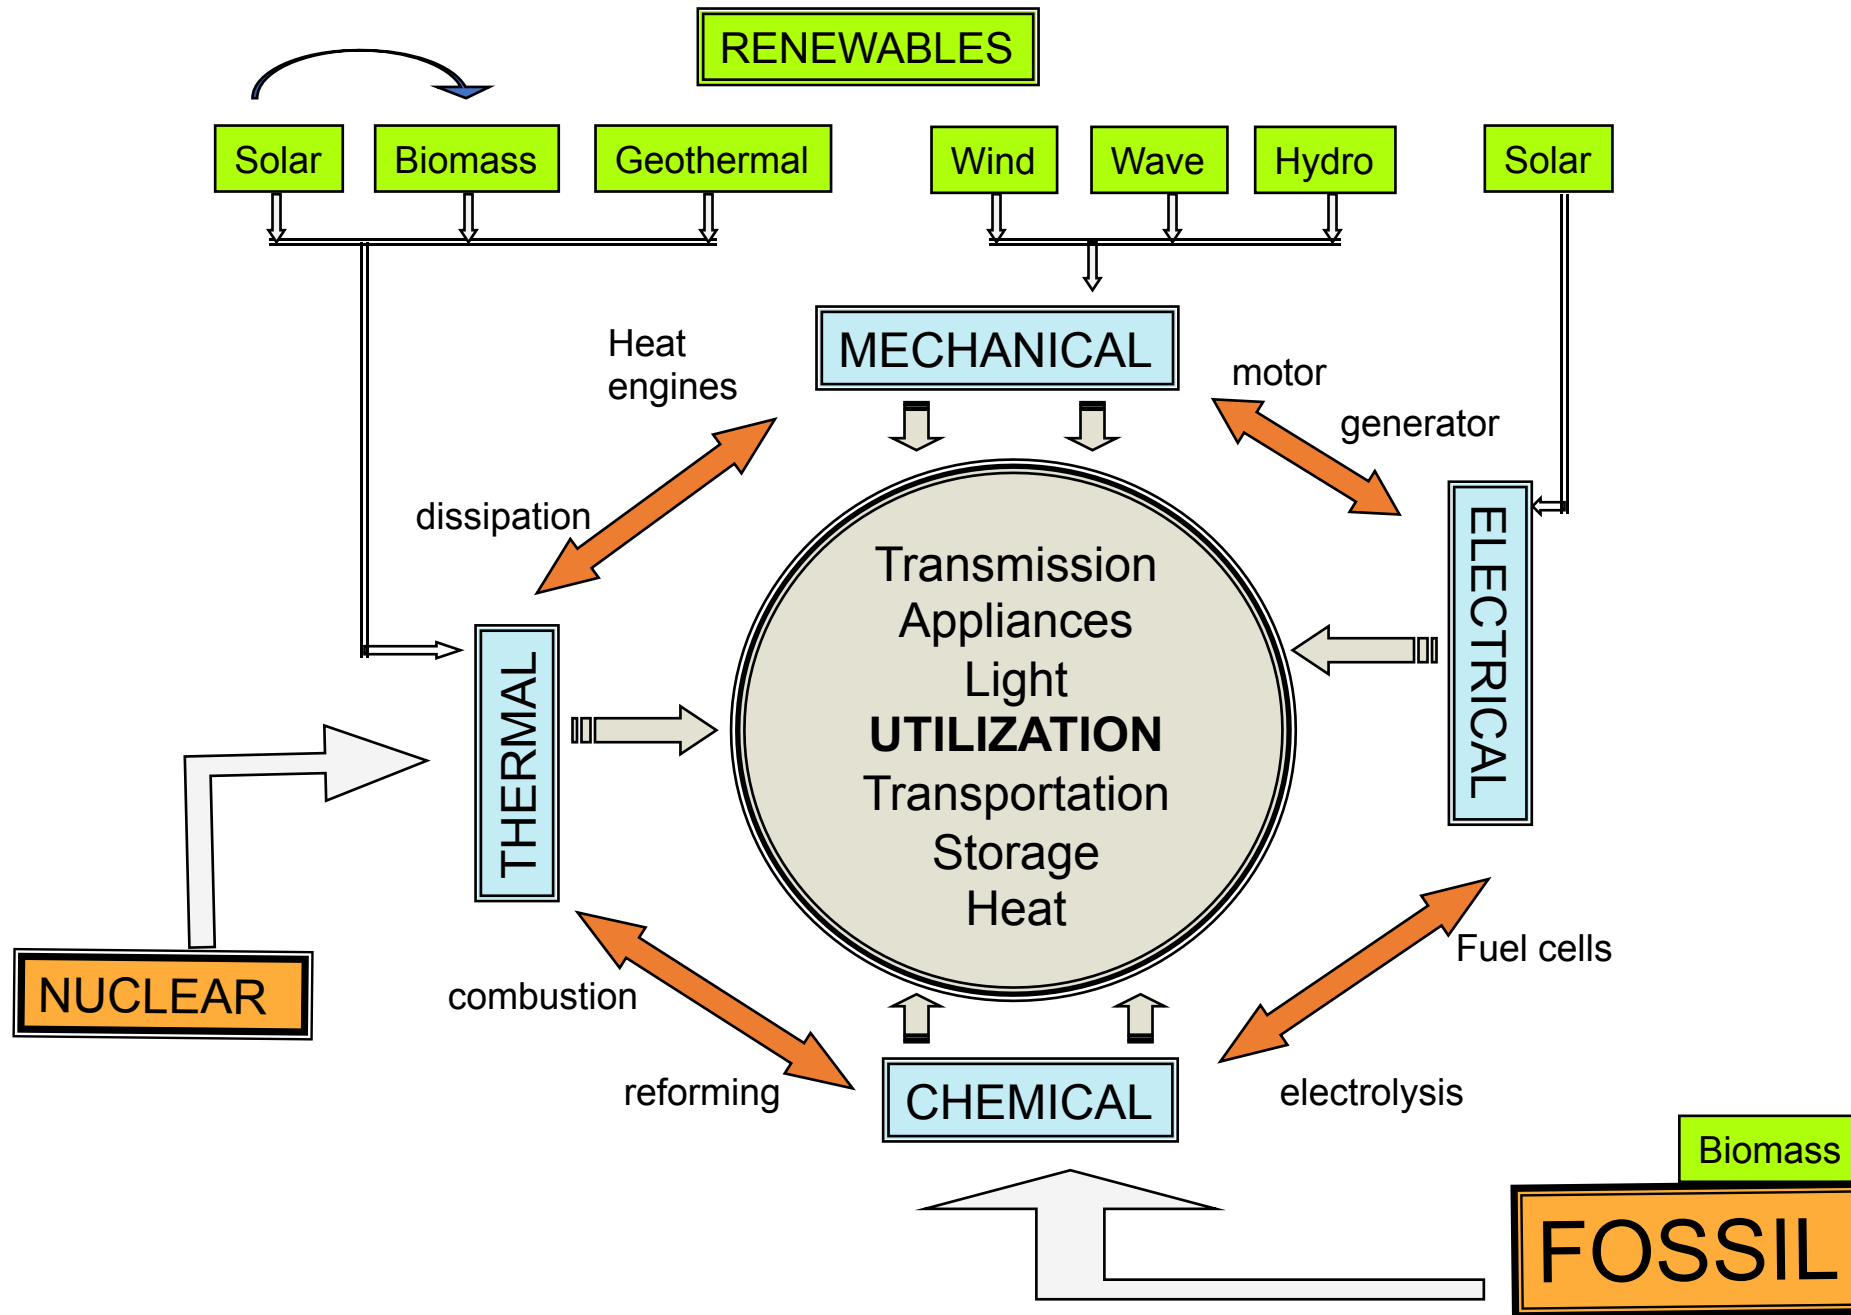 RENEWABLES
Solar
Biomass
Geothermal
Wind
Wave
Hydro
Solar
MECHANICAL
Heat
engines
motor
generator
dissipation
ELECTRICAL
THERMAL
Transmission
Appliances
Light
UTILIZATION
Transportation
Storage
Heat
NUCLEAR
combustion
Fuel cells
reforming
CHEMICAL
electrolysis
Biomass
FOSSIL